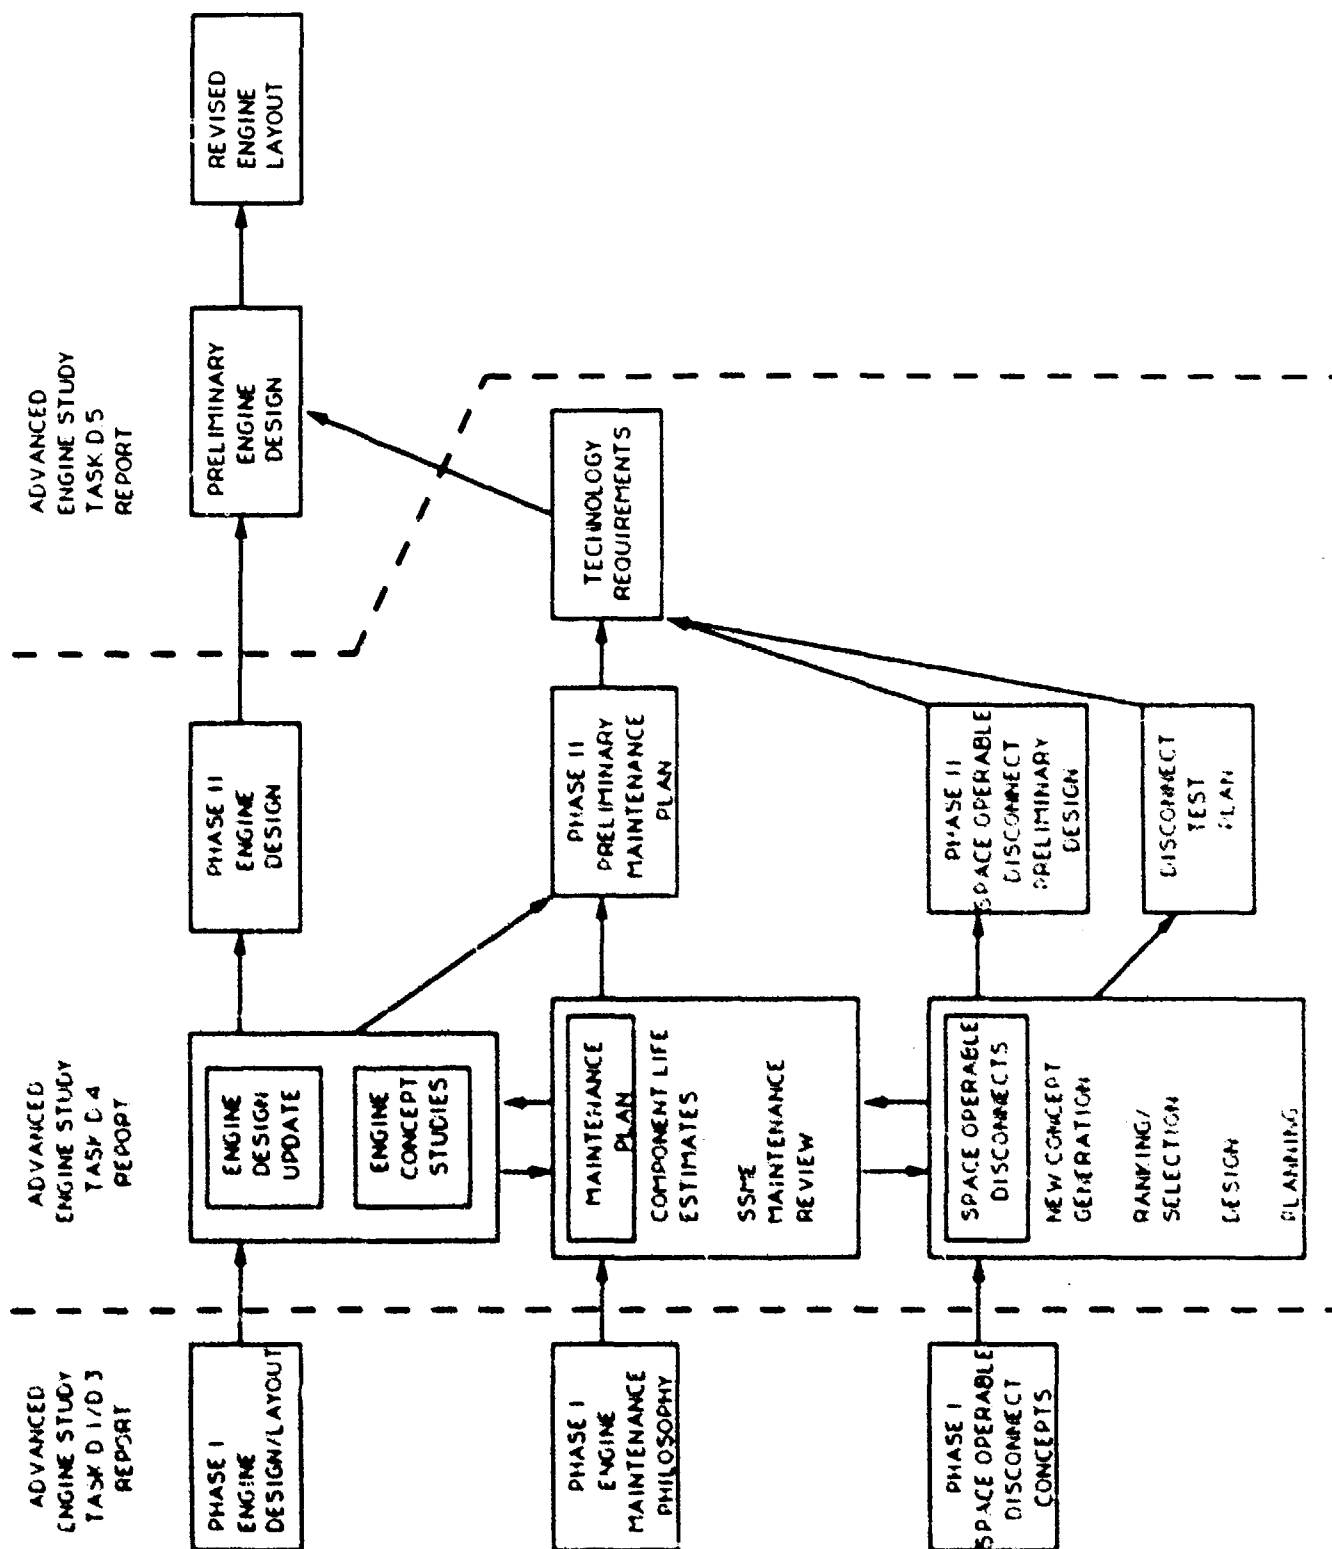 ADVANCED
ENGINE STUDY
TASK D.1/D.3
REPORT
ADVANCED
ENGINE STUDY
TASK D.4
REPORT
ADVANCED
ENGINE STUDY
TASK D.5
REPORT
PHASE I
ENGINE
DESIGN/LAYOUT
ENGINE
DESIGN
UPDATE
ENGINE
CONCEPT
STUDIES
PHASE II
ENGINE
DESIGN
PRELIMINARY
ENGINE
DESIGN
REVISED
ENGINE
LAYOUT
PHASE I
ENGINE
MAINTENANCE
PHILOSOPHY
MAINTENANCE
PLAN
COMPONENT LIFE
ESTIMATES
SSME
MAINTENANCE
REVIEW
PHASE II
PRELIMINARY
MAINTENANCE
PLAN
TECHNOLOGY
REQUIREMENTS
PHASE I
SPACE OPERABLE
DISCONNECT
CONCEPTS
SPACE OPERABLE
DISCONNECTS
NEW CONCEPT
GENERATION
RANKING/
SELECTION
DESIGN
PLANNING
PHASE II
SPACE OPERABLE
DISCONNECT
PRELIMINARY
DESIGN
DISCONNECT
TEST
PLAN